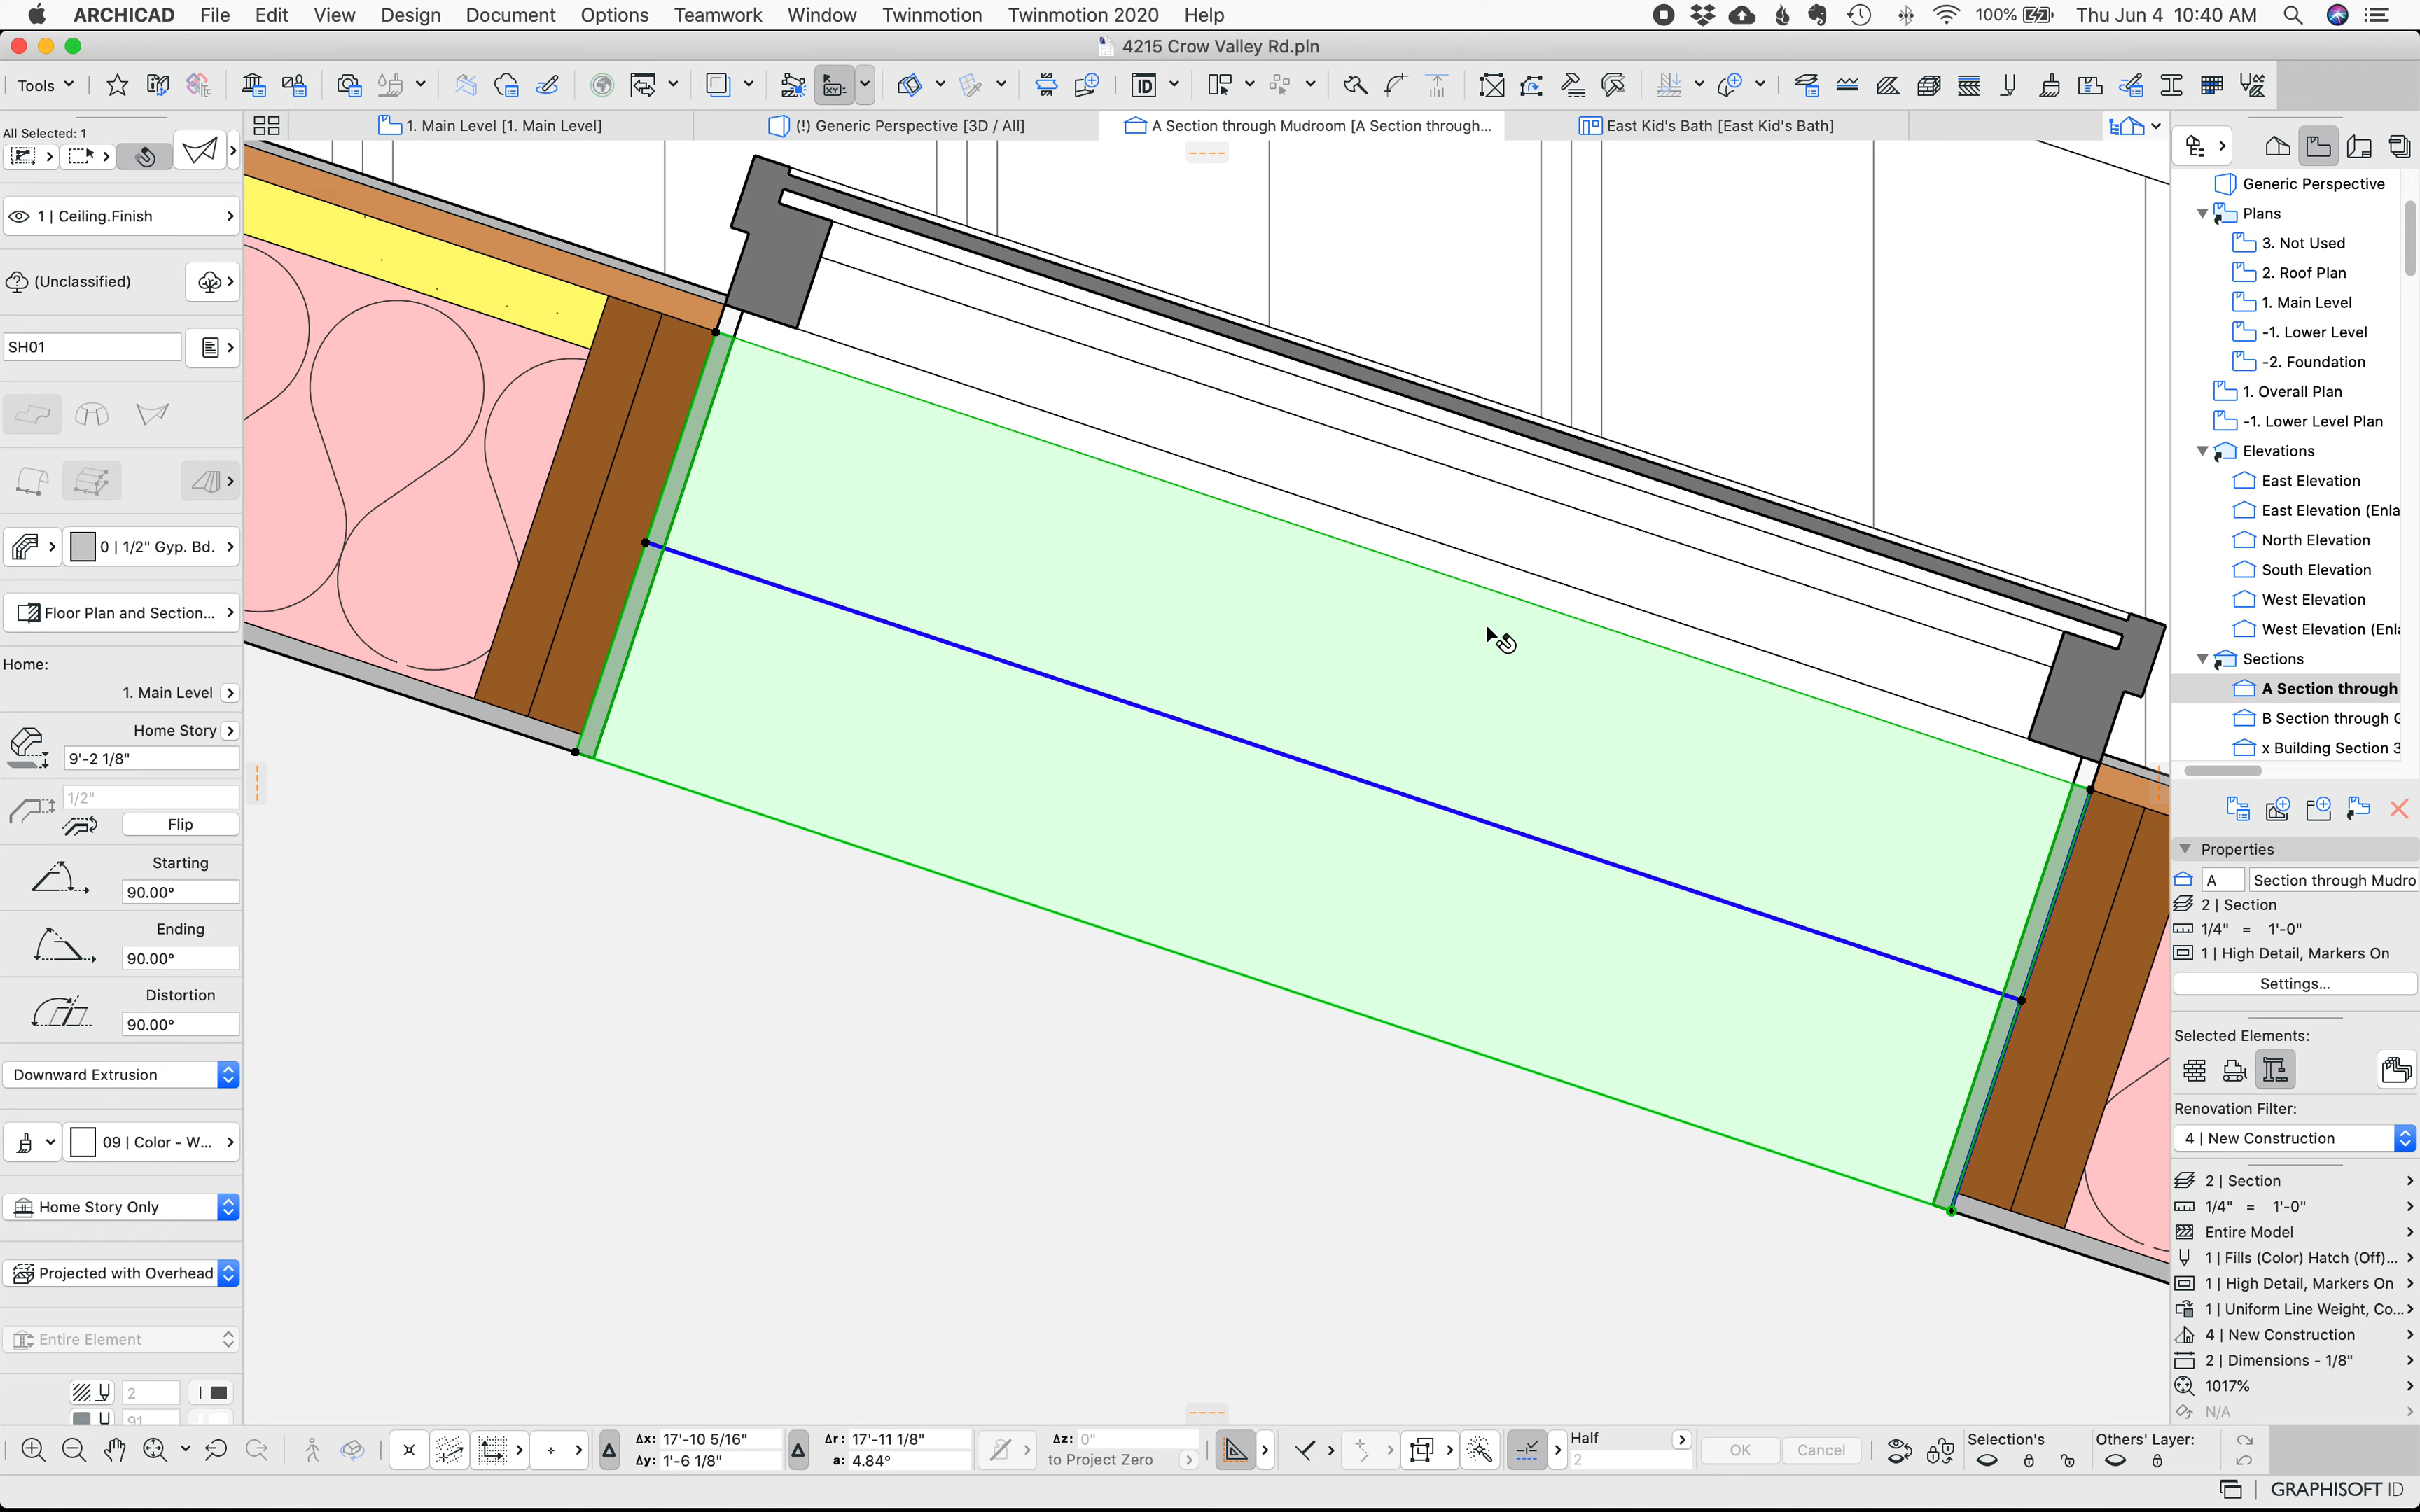 ARCHICAD File Edit View Design Document Options Teamwork Window Twinmotion Twinmotion 2020 Help 100% Thu Jun 4 10:40 AM
4215 Crow Valley Rd.pln
Tools
XY:
ID
All Selected: 1
1. Main Level [1. Main Level]
(!) Generic Perspective [3D / All]
A Section through Mudroom [A Section through...
East Kid's Bath [East Kid's Bath]
1 | Ceiling.Finish
(Unclassified)
SH01
0 | 1/2" Gyp. Bd.
Floor Plan and Section...
Home:
1. Main Level
Home Story
9'-2 1/8"
1/2"
Flip
Starting
90.00°
Ending
90.00°
Distortion
90.00°
Downward Extrusion
09 | Color - W...
Home Story Only
Projected with Overhead
Entire Element
2
91
Generic Perspective
Plans
3. Not Used
2. Roof Plan
1. Main Level
-1. Lower Level
-2. Foundation
1. Overall Plan
-1. Lower Level Plan
Elevations
East Elevation
East Elevation (Enla
North Elevation
South Elevation
West Elevation
West Elevation (Enl
Sections
A Section through
B Section through
x Building Section 3
Properties
A Section through Mudro
2 | Section
1/4" = 1'-0"
1 | High Detail, Markers On
Settings...
Selected Elements:
Renovation Filter:
4 | New Construction
2 | Section
1/4" = 1'-0"
Entire Model
1 | Fills (Color) Hatch (Off)...
1 | High Detail, Markers On
1 | Uniform Line Weight, Co...
4 | New Construction
2 | Dimensions - 1/8"
1017%
N/A
Δx: 17'-10 5/16"
Δy: 1'-6 1/8"
Δr: 17'-11 1/8"
a: 4.84°
Δz: 0"
to Project Zero
Half
2
OK
Cancel
Selection's
Others' Layer:
GRAPHISOFT ID